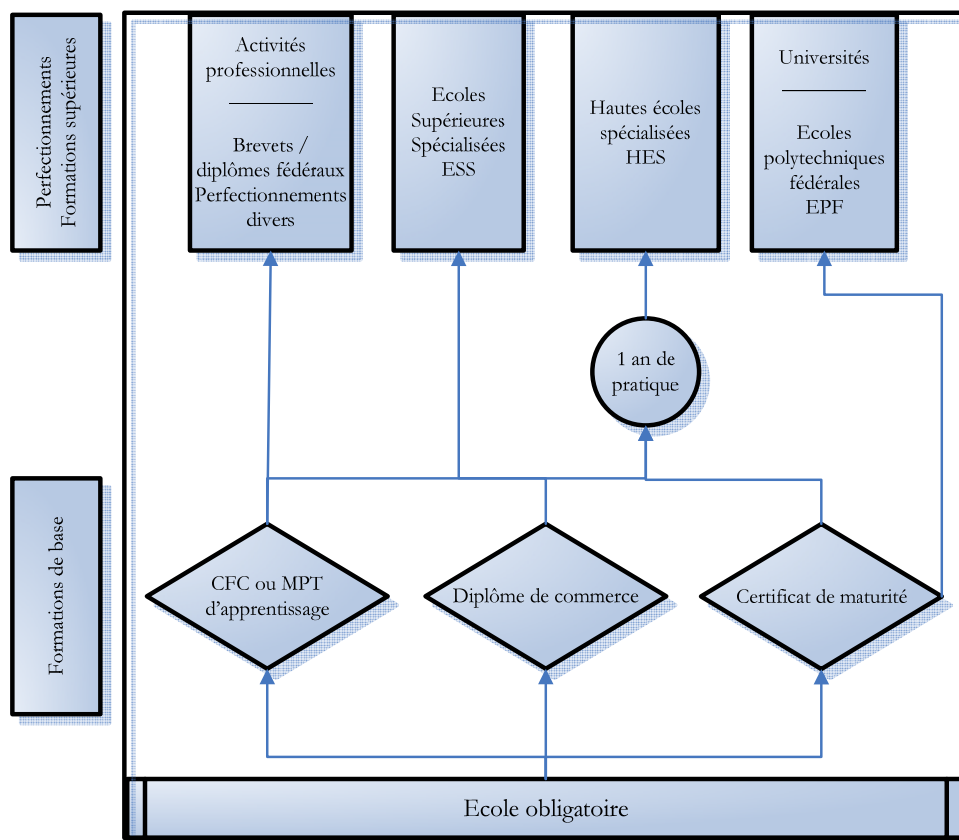 Perfectionnements
Formations supérieures
Activités
professionnelles
Brevets /
diplômes fédéraux
Perfectionnements
divers
Ecoles
Supérieures
Spécialisées
ESS
Hautes écoles
spécialisées
HES
Universités
Ecoles
polytechniques
fédérales
EPF
1 an de
pratique
Formations de base
CFC ou MPT
d’apprentissage
Diplôme de commerce
Certificat de maturité
Ecole obligatoire